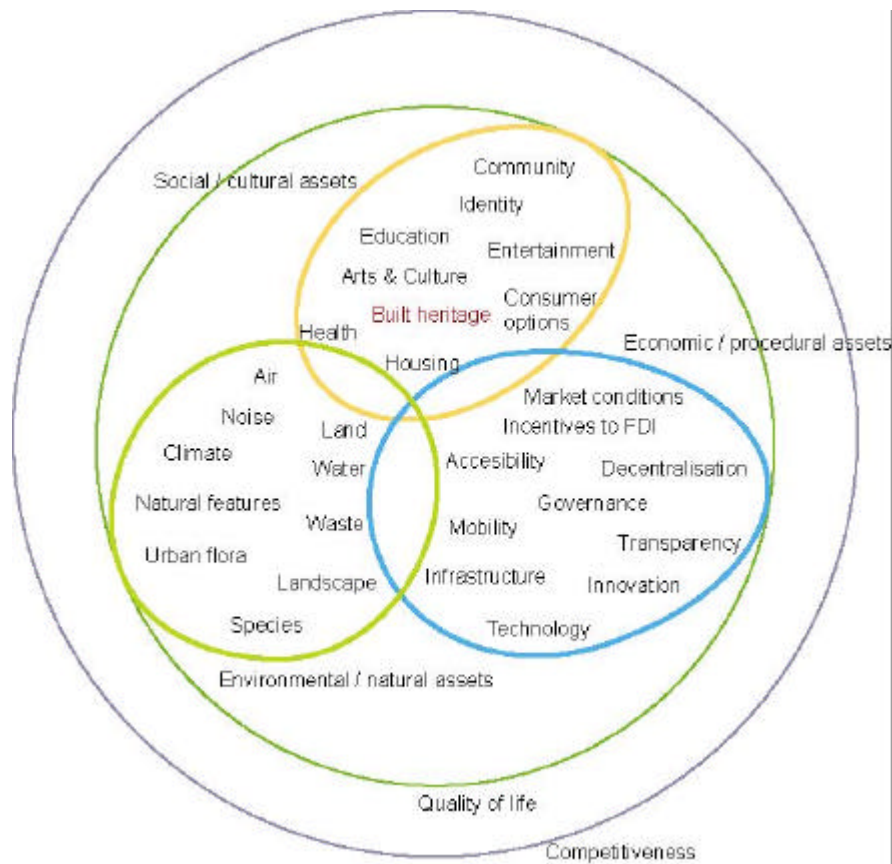 Community
Social / cultural assets
Identity
Education
Entertainment
Arts & Culture
Consumer
options
Built heritage
Health
Economic / procedural assets
Housing
Air
Market conditions
Noise
Land
Incentives to FDI
Climate
Water
Accesibility
Decentralisation
Natural features
Governance
Waste
Mobility
Transparency
Urban flora
Landscape
Infrastructure
Innovation
Species
Technology
Environmental / natural assets
Quality of life
Competitiveness